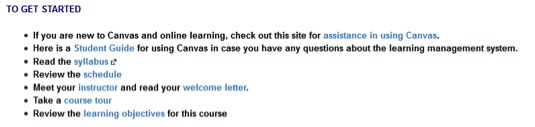 TO GET STARTED
• If you are new to Canvas and online learning, check out this site for assistance in using Canvas.
• Here is a Student Guide for using Canvas in case you have any questions about the learning management system.
• Read the syllabus
• Review the schedule
• Meet your instructor and read your welcome letter.
• Take a course tour
• Review the learning objectives for this course